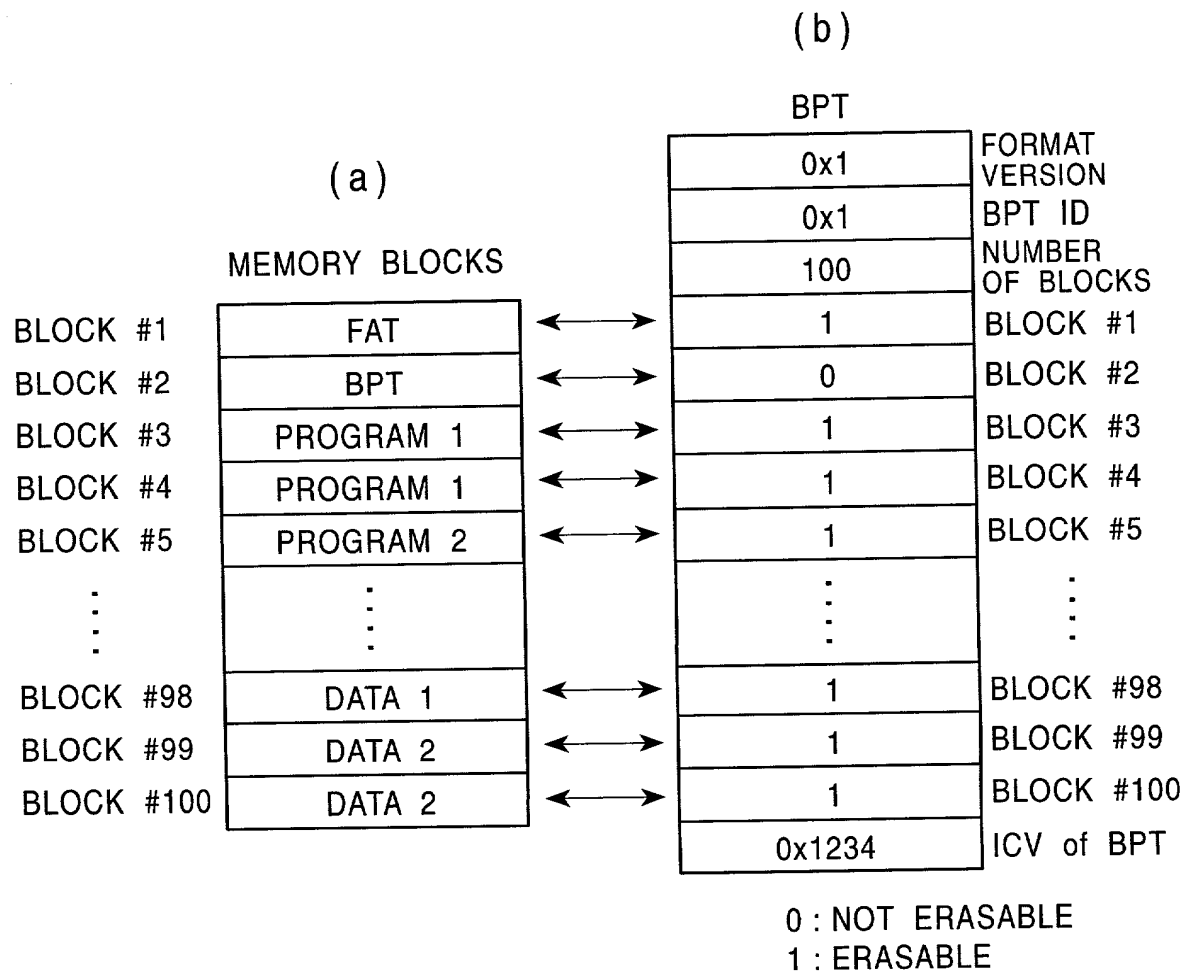 (b)
BPT
0x1 FORMAT VERSION
0x1 BPT ID
100 NUMBER OF BLOCKS
1 BLOCK #1
0 BLOCK #2
1 BLOCK #3
1 BLOCK #4
1 BLOCK #5
1 BLOCK #98
1 BLOCK #99
1 BLOCK #100
0x1234 ICV of BPT
0 : NOT ERASABLE
1 : ERASABLE
(a)
MEMORY BLOCKS
BLOCK #1 FAT
BLOCK #2 BPT
BLOCK #3 PROGRAM 1
BLOCK #4 PROGRAM 1
BLOCK #5 PROGRAM 2
BLOCK #98 DATA 1
BLOCK #99 DATA 2
BLOCK #100 DATA 2